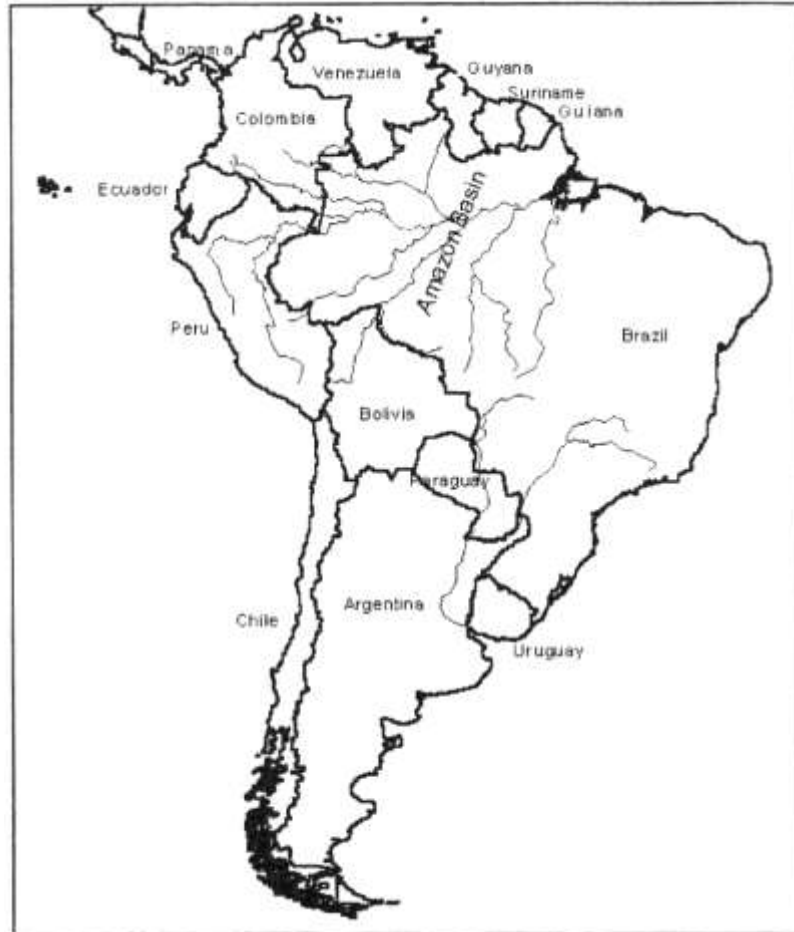 Panama
Venezuela
Guyana
Suriname
Guiana
Colombia
Ecuador
Amazon Basin
Peru
Brazil
Bolivia
Paraguay
Argentina
Chile
Uruguay